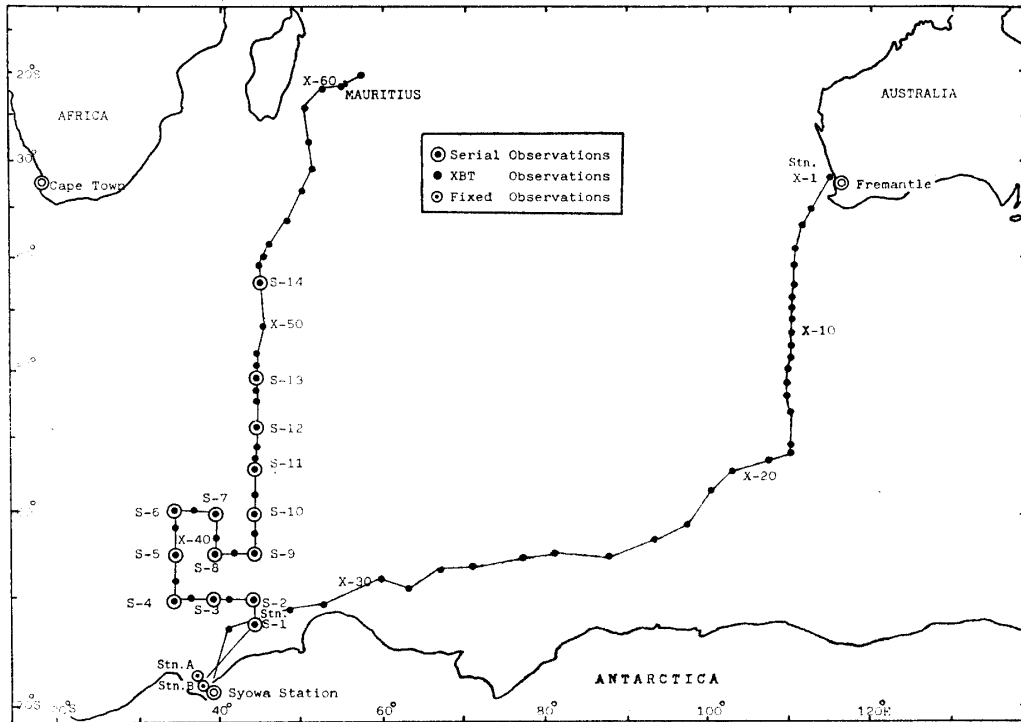 20S
X-60
MAURITIUS
AFRICA
AUSTRALIA
Serial Observations
XBT Observations
Fixed Observations
30°
Stn.
X-1
Cape Town
Fremantle
S-14
X-50
X-10
S-13
S-12
S-11
X-20
S-7
S-6
S-10
X-40
S-5
S-8
S-9
X-30
S-4
S-3
S-2
Stn.
S-1
Stn.A
Stn.B
Syowa Station
ANTARCTICA
40°
60°
80°
100°
120E